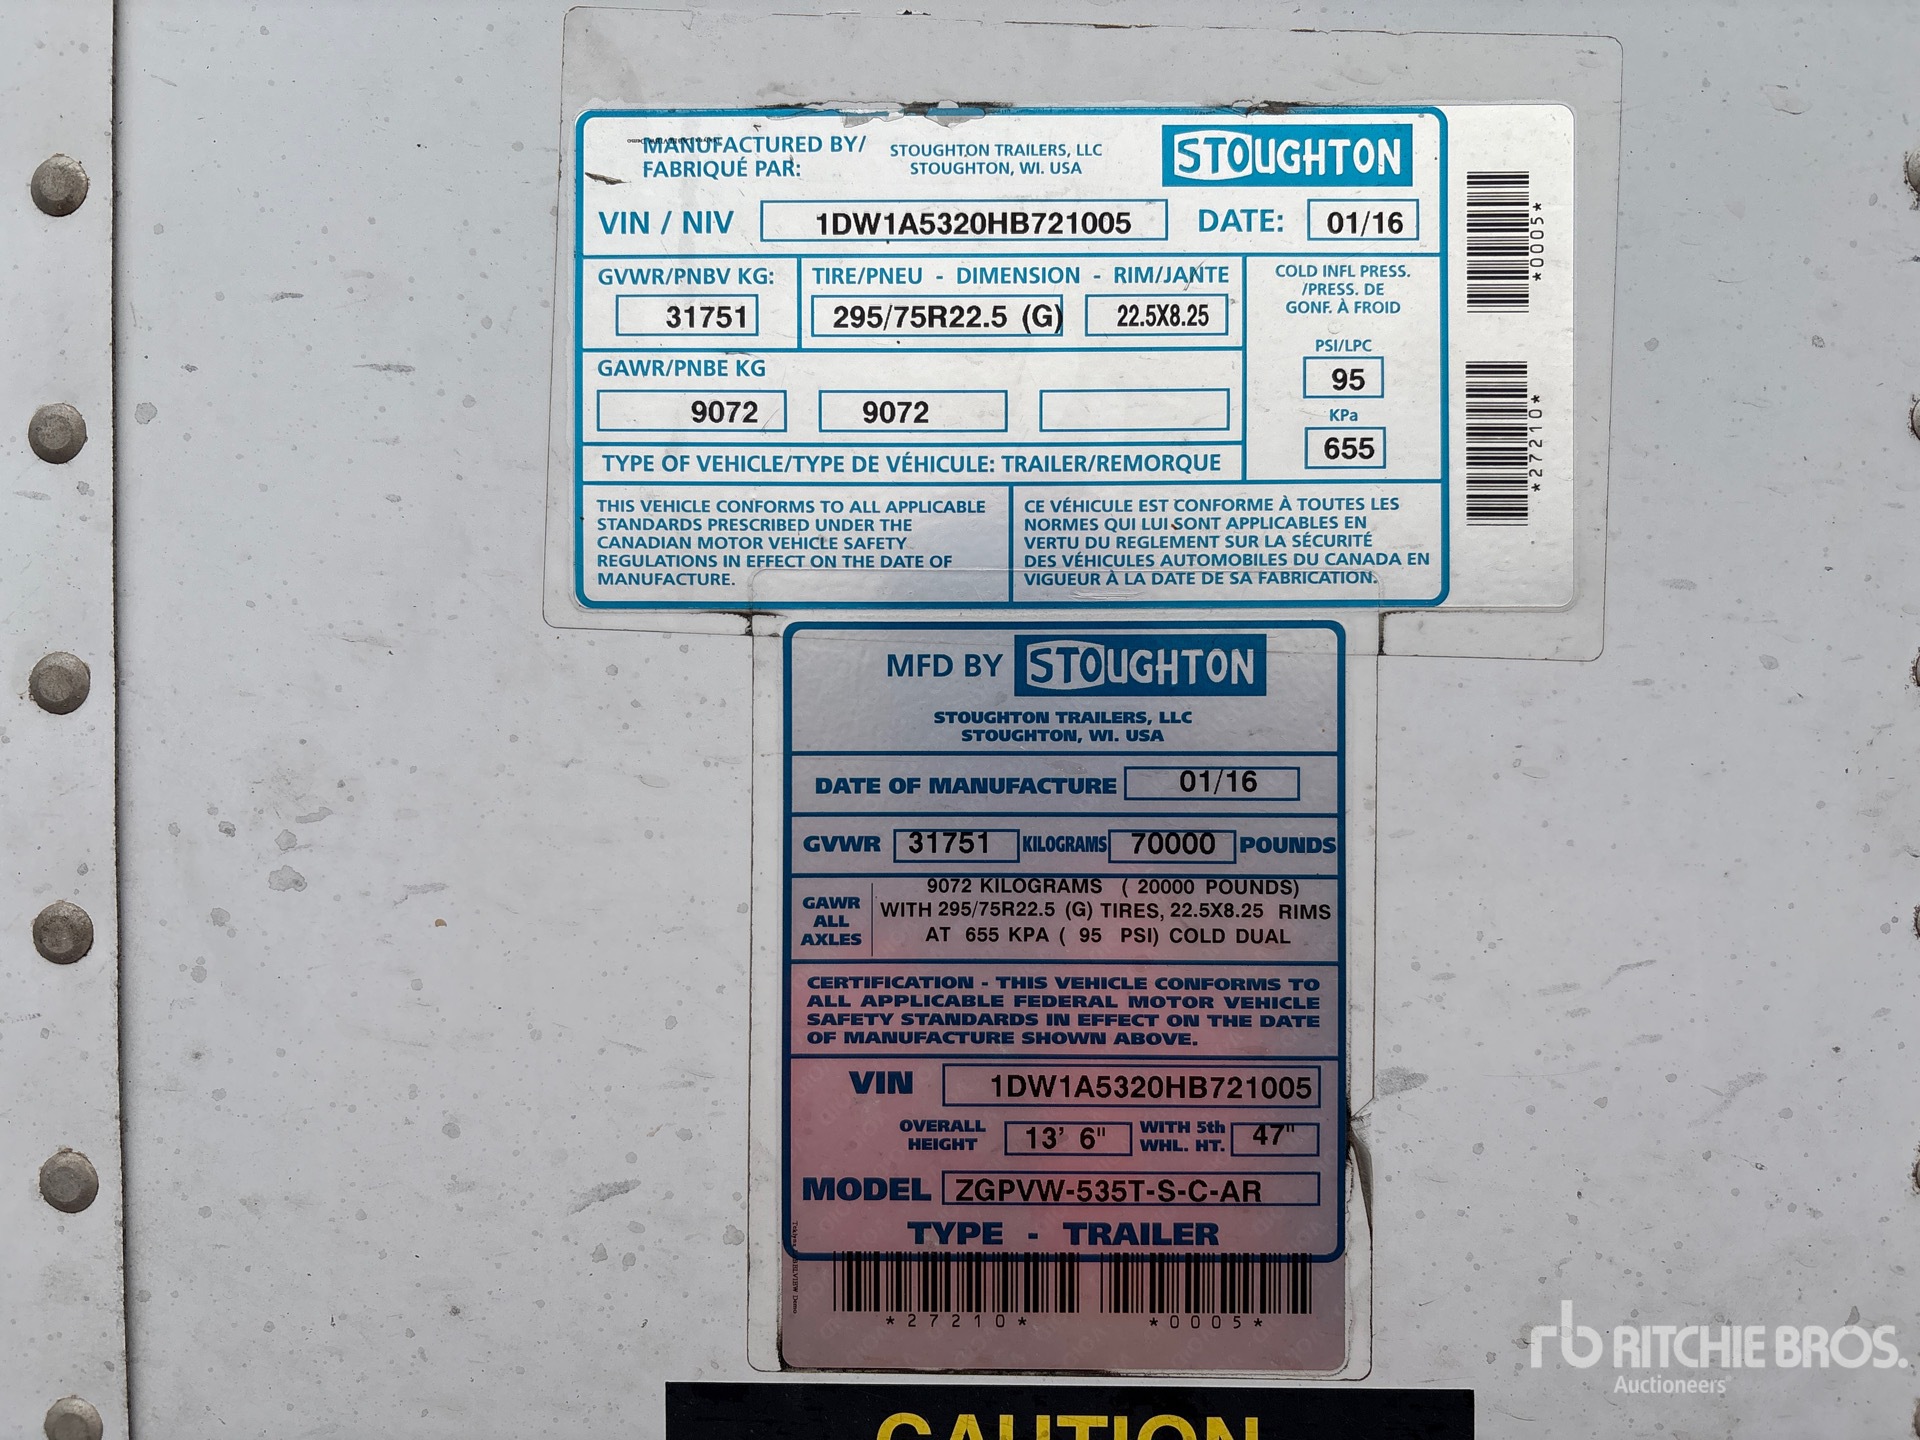 MANUFACTURED BY/
FABRIQUÉ PAR:
STOUGHTON TRAILERS, LLC
STOUGHTON, WI. USA
STOUGHTON
VIN / NIV 1DW1A5320HB721005 DATE: 01/16
GVWR/PNBV KG:
31751
TIRE/PNEU - DIMENSION - RIM/JANTE
295/75R22.5 (G) 22.5X8.25
COLD INFL PRESS.
/PRESS. DE
GONF. À FROID
PSI/LPC
95
KPa
655
GAWR/PNBE KG
9072 9072
TYPE OF VEHICLE/TYPE DE VÉHICULE: TRAILER/REMORQUE
THIS VEHICLE CONFORMS TO ALL APPLICABLE
STANDARDS PRESCRIBED UNDER THE
CANADIAN MOTOR VEHICLE SAFETY
REGULATIONS IN EFFECT ON THE DATE OF
MANUFACTURE.
CE VÉHICULE EST CONFORME À TOUTES LES
NORMES QUI LUI SONT APPLICABLES EN
VERTU DU REGLEMENT SUR LA SÉCURITÉ
DES VÉHICULES AUTOMOBILES DU CANADA EN
VIGUEUR À LA DATE DE SA FABRICATION.
*0005*
*27210*
MFD BY STOUGHTON
STOUGHTON TRAILERS, LLC
STOUGHTON, WI. USA
DATE OF MANUFACTURE 01/16
GVWR 31751 KILOGRAMS 70000 POUNDS
GAWR
ALL
AXLES
9072 KILOGRAMS ( 20000 POUNDS)
WITH 295/75R22.5 (G) TIRES, 22.5X8.25 RIMS
AT 655 KPA ( 95 PSI) COLD DUAL
CERTIFICATION - THIS VEHICLE CONFORMS TO
ALL APPLICABLE FEDERAL MOTOR VEHICLE
SAFETY STANDARDS IN EFFECT ON THE DATE
OF MANUFACTURE SHOWN ABOVE.
VIN 1DW1A5320HB721005
OVERALL
HEIGHT
13' 6"
WITH 5th
WHL. HT.
47"
MODEL ZGPVW-535T-S-C-AR
TYPE - TRAILER
*27210* *0005*
CAUTION
rb RITCHIE BROS.
Auctioneers